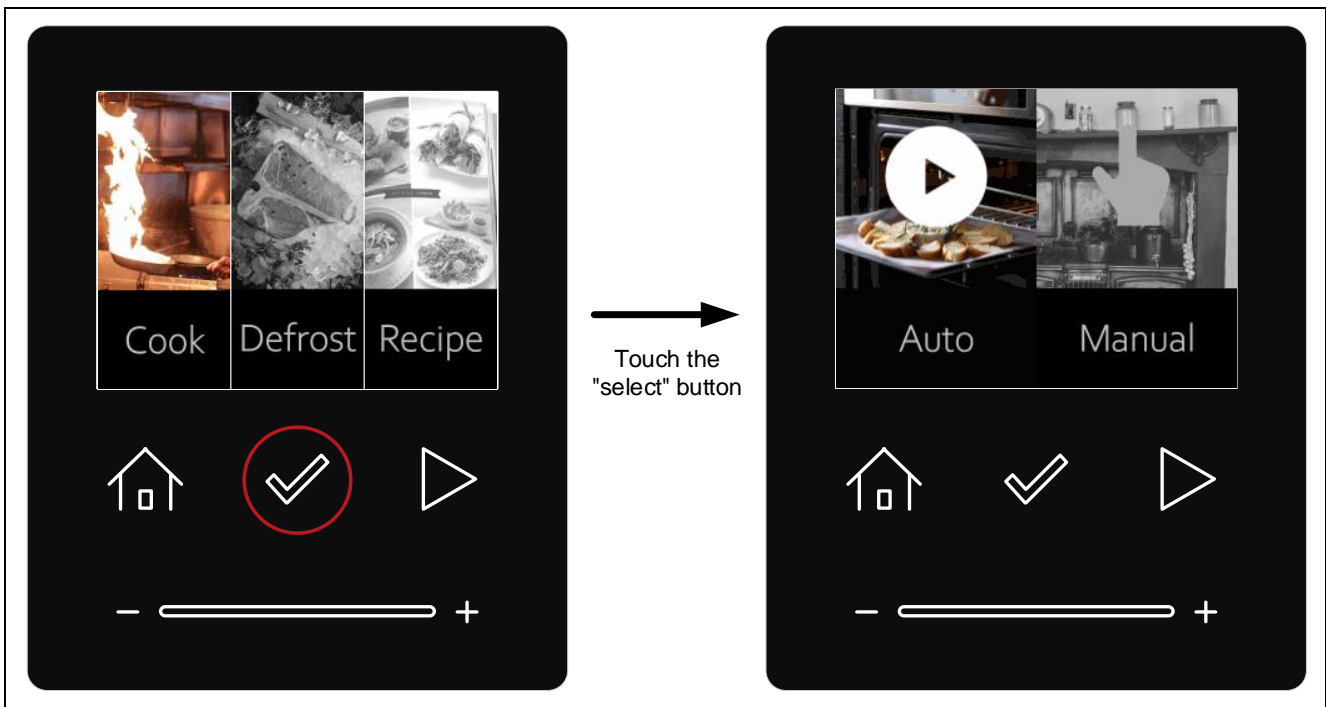 Cook Defrost Recipe
Touch the
"select" button
Auto Manual
- +
- +